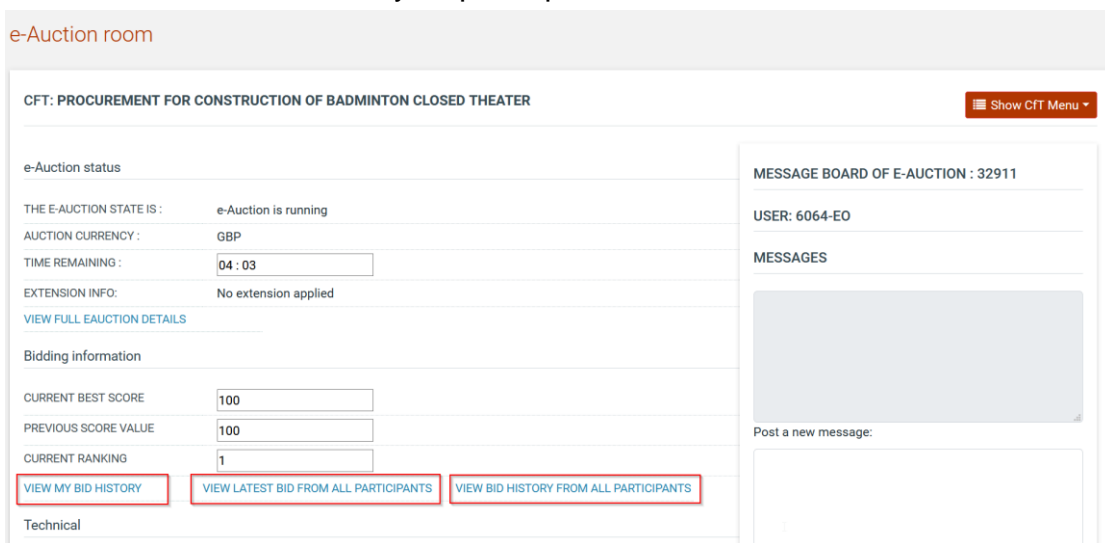 e-Auction room
CFT: PROCUREMENT FOR CONSTRUCTION OF BADMINTON CLOSED THEATER
Show CfT Menu
e-Auction status
THE E-AUCTION STATE IS : e-Auction is running
AUCTION CURRENCY : GBP
TIME REMAINING : 04 : 03
EXTENSION INFO: No extension applied
VIEW FULL EAUCTION DETAILS
Bidding information
CURRENT BEST SCORE 100
PREVIOUS SCORE VALUE 100
CURRENT RANKING 1
VIEW MY BID HISTORY VIEW LATEST BID FROM ALL PARTICIPANTS VIEW BID HISTORY FROM ALL PARTICIPANTS
Technical
MESSAGE BOARD OF E-AUCTION : 32911
USER: 6064-EO
MESSAGES
Post a new message: